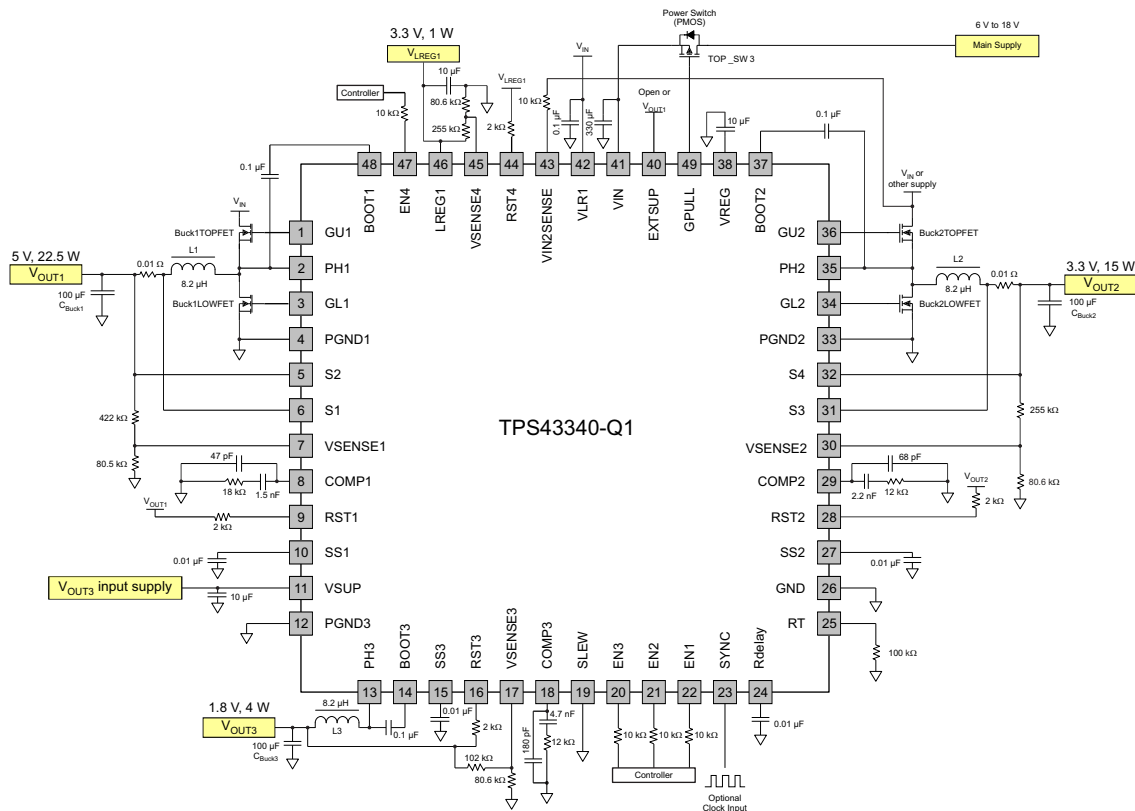 Power Switch
(PMOS)
6 V to 18 V
Main Supply
TOP _SW 3
3.3 V, 1 W
VLREG1
VIN
10 µF
VLREG1
Controller
80.6 kΩ
10 kΩ
255 kΩ
2 kΩ
10 kΩ
0.1 µF
330 µF
Open or
VOUT1
10 µF
0.1 µF
0.1 µF
48
47
46
45
44
43
42
41
40
49
38
37
BOOT1
EN4
LREG1
VSENSE4
RST4
VIN2SENSE
VLR1
VIN
EXTSUP
GPULL
VREG
BOOT2
VIN
VIN or
other supply
Buck1TOPFET
1
GU1
GU2
36
Buck2TOPFET
5 V, 22.5 W
VOUT1
0.01 Ω
L1
8.2 µH
2
PH1
PH2
35
L2
8.2 µH
0.01 Ω
3.3 V, 15 W
VOUT2
100 µF
CBuck1
Buck1LOWFET
3
GL1
GL2
34
Buck2LOWFET
100 µF
CBuck2
4
PGND1
PGND2
33
5
S2
S4
32
422 kΩ
6
S1
S3
31
255 kΩ
TPS43340-Q1
80.5 kΩ
7
VSENSE1
VSENSE2
30
47 pF
18 kΩ
1.5 nF
8
COMP1
COMP2
29
68 pF
2.2 nF
12 kΩ
80.6 kΩ
VOUT1
2 kΩ
9
RST1
RST2
28
VOUT2
2 kΩ
0.01 µF
10
SS1
SS2
27
0.01 µF
VOUT3 input supply
10 µF
11
VSUP
GND
26
12
PGND3
RT
25
100 kΩ
PH3
BOOT3
SS3
RST3
VSENSE3
COMP3
SLEW
EN3
EN2
EN1
SYNC
Rdelay
13
14
15
16
17
18
19
20
21
22
23
24
1.8 V, 4 W
VOUT3
8.2 µH
L3
100 µF
CBuck3
0.1 µF
0.01 µF
2 kΩ
102 kΩ
80.6 kΩ
4.7 nF
12 kΩ
180 pF
10 kΩ
10 kΩ
10 kΩ
Controller
0.01 µF
Optional
Clock Input